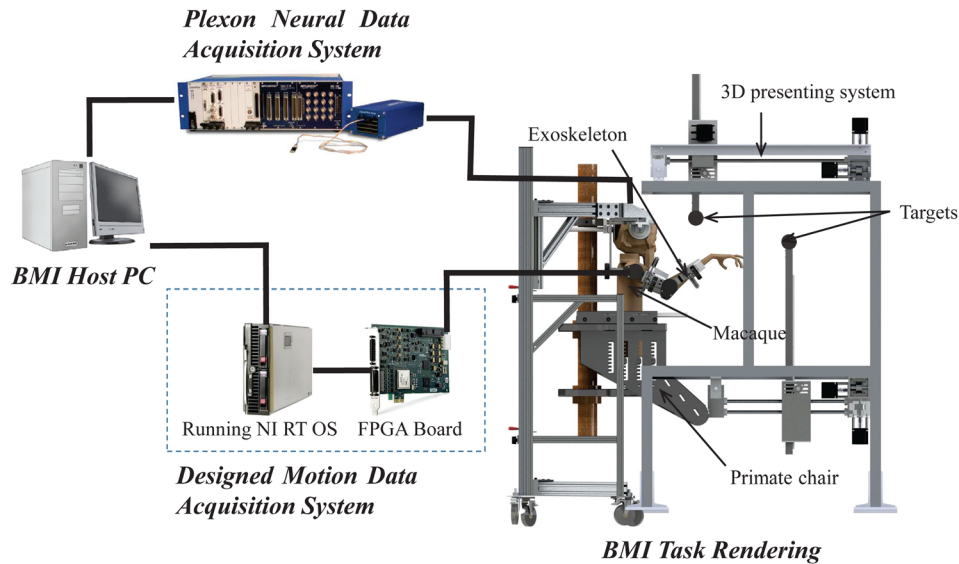 Plexon Neural Data
Acquisition System
3D presenting system
Exoskeleton
Targets
BMI Host PC
Macaque
Running NI RT OS
FPGA Board
Designed Motion Data
Acquisition System
Primate chair
BMI Task Rendering